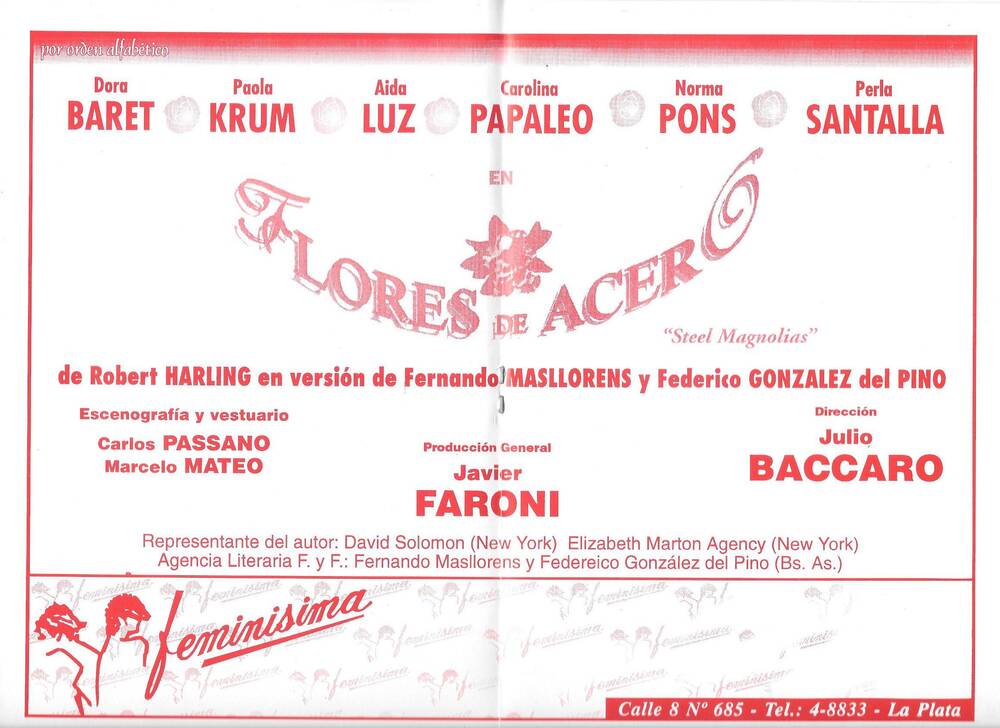 por orden alfabético
Dora BARET
Paola KRUM
Aida LUZ
Carolina PAPALEO
Norma PONS
Perla SANTALLA
EN
FLORES DE ACERO
“Steel Magnolias”
de Robert HARLING en versión de Fernando MASLLORENS y Federico GONZALEZ del PINO
Escenografía y vestuario
Carlos PASSANO
Marcelo MATEO
Producción General
Javier
FARONI
Dirección
Julio
BACCARO
Representante del autor: David Solomon (New York) Elizabeth Marton Agency (New York)
Agencia Literaria F. y F.: Fernando Masllorens y Federeico González del Pino (Bs. As.)
feminisima
Calle 8 Nº 685 - Tel.: 4-8833 - La Plata